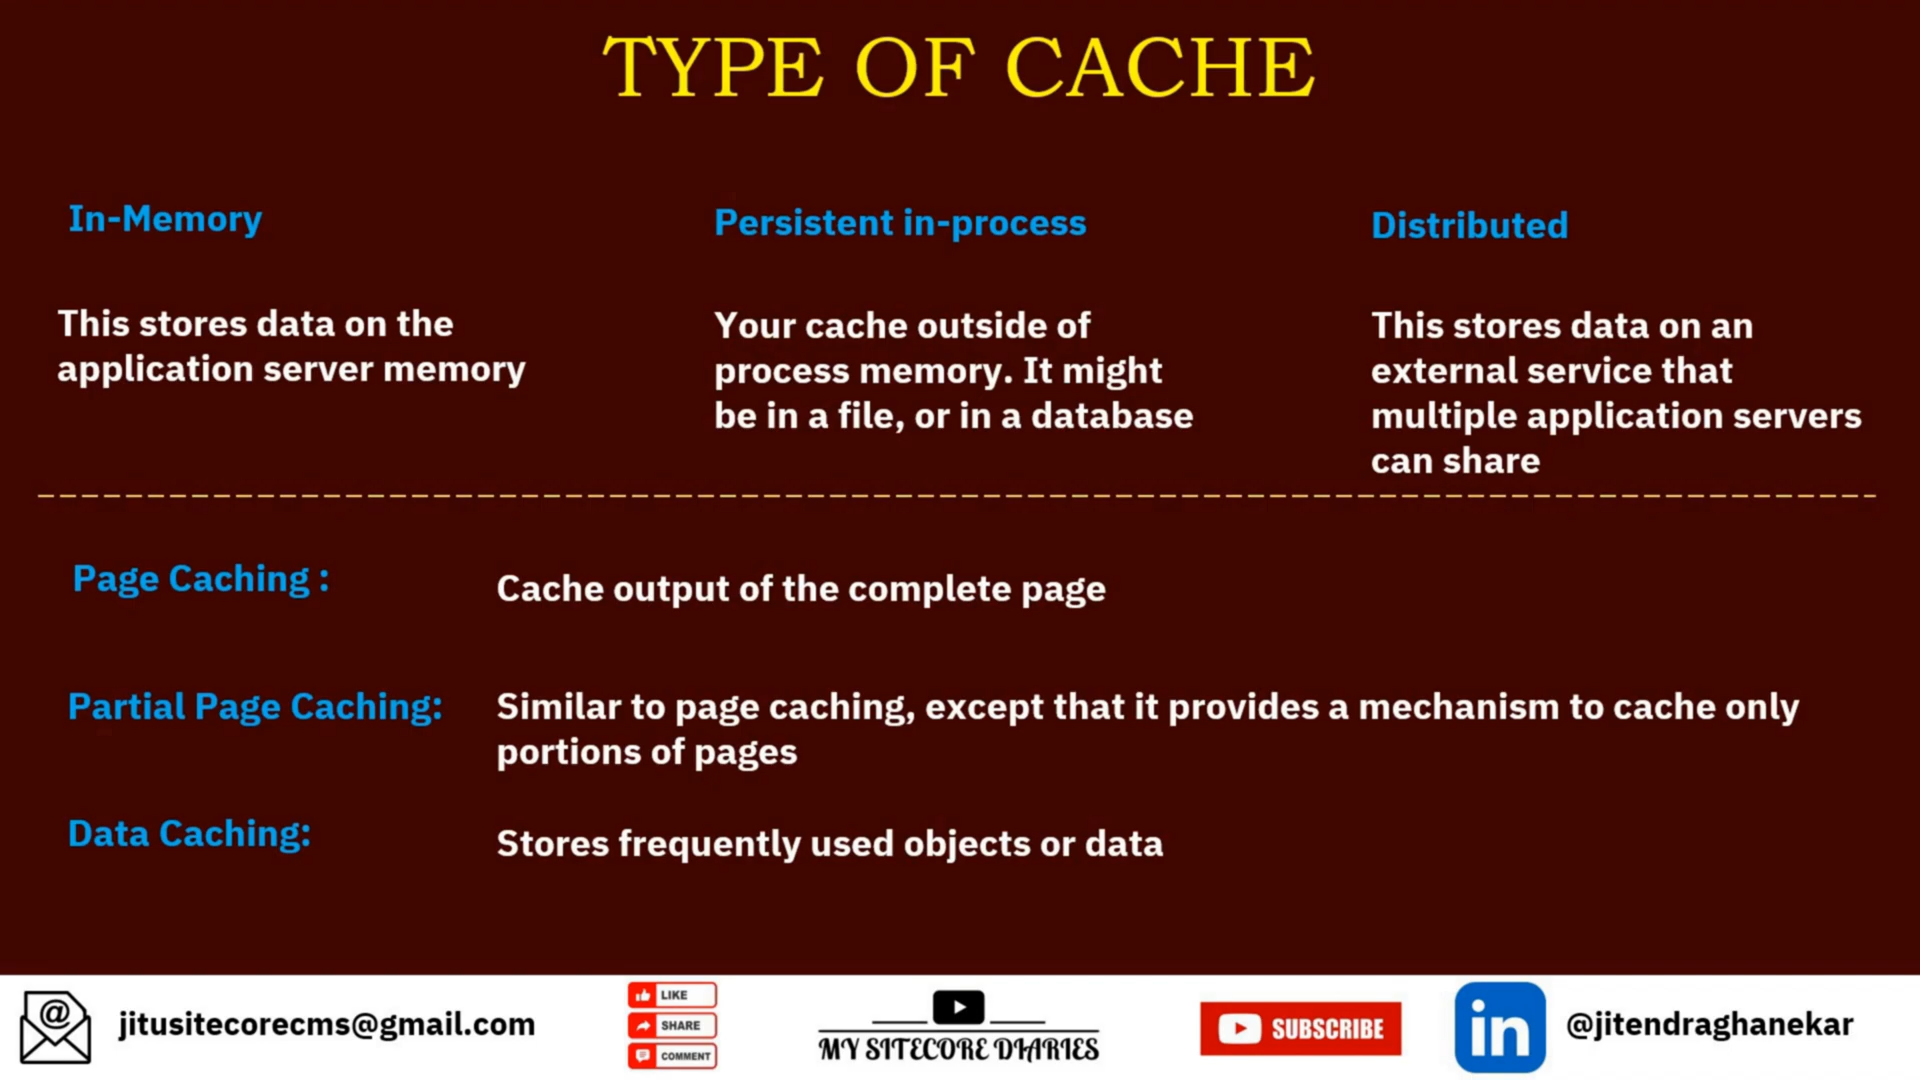 TYPE OF CACHE
In-Memory
This stores data on the
application server memory
Persistent in-process
Your cache outside of
process memory. It might
be in a file, or in a database
Distributed
This stores data on an
external service that
multiple application servers
can share
Page Caching :
Cache output of the complete page
Partial Page Caching:
Similar to page caching, except that it provides a mechanism to cache only
portions of pages
Data Caching:
Stores frequently used objects or data
@
jitusitecorecms@gmail.com
LIKE
SHARE
COMMENT
MY SITECORE DIARIES
SUBSCRIBE
in
@jitendraghanekar